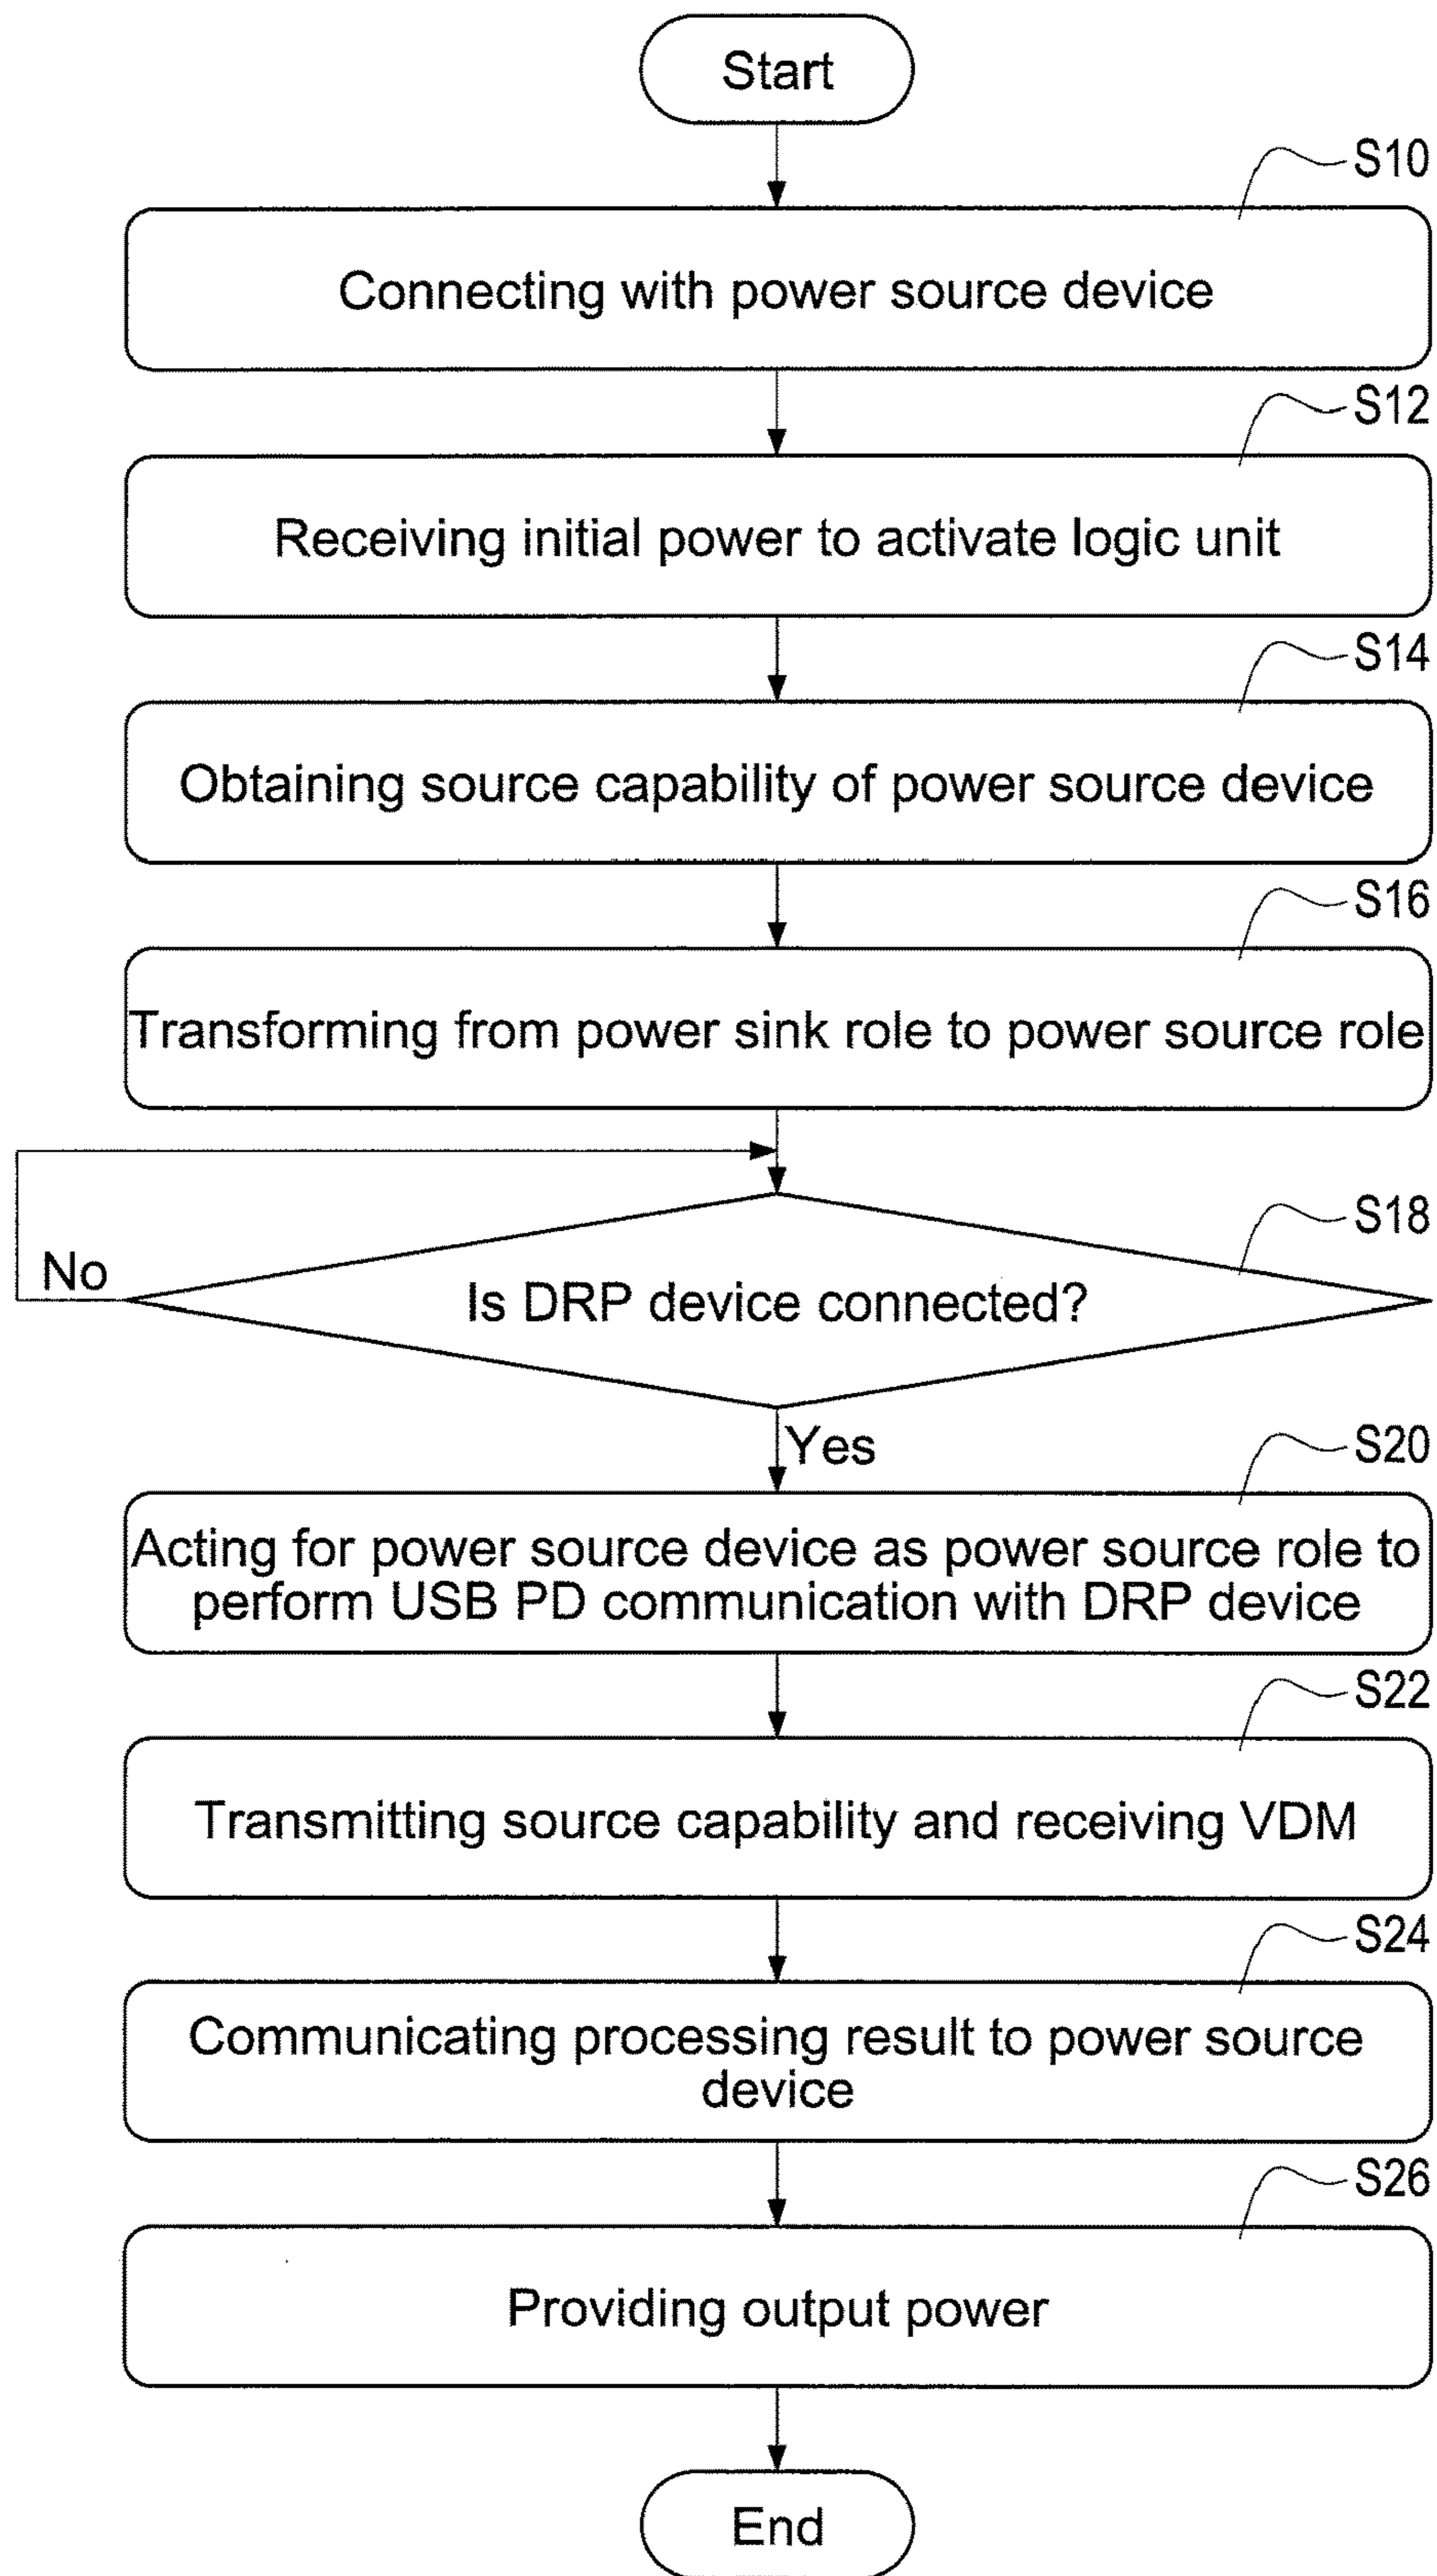 Start
S10
Connecting with power source device
S12
Receiving initial power to activate logic unit
S14
Obtaining source capability of power source device
S16
Transforming from power sink role to power source role
S18
Is DRP device connected?
No
Yes
S20
Acting for power source device as power source role to
perform USB PD communication with DRP device
S22
Transmitting source capability and receiving VDM
S24
Communicating processing result to power source
device
S26
Providing output power
End